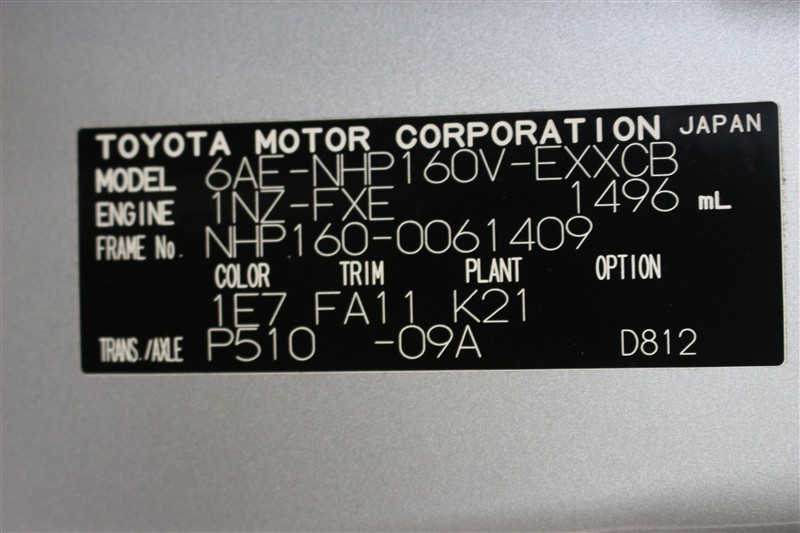 TOYOTA MOTOR CORPORATION JAPAN
MODEL 6AE-NHP160V-EXXCB
ENGINE 1NZ-FXE 1496 mL
FRAME No. NHP160-0061409
COLOR TRIM PLANT OPTION
1E7 FA11 K21
TRANS./AXLE P510 -09A D812